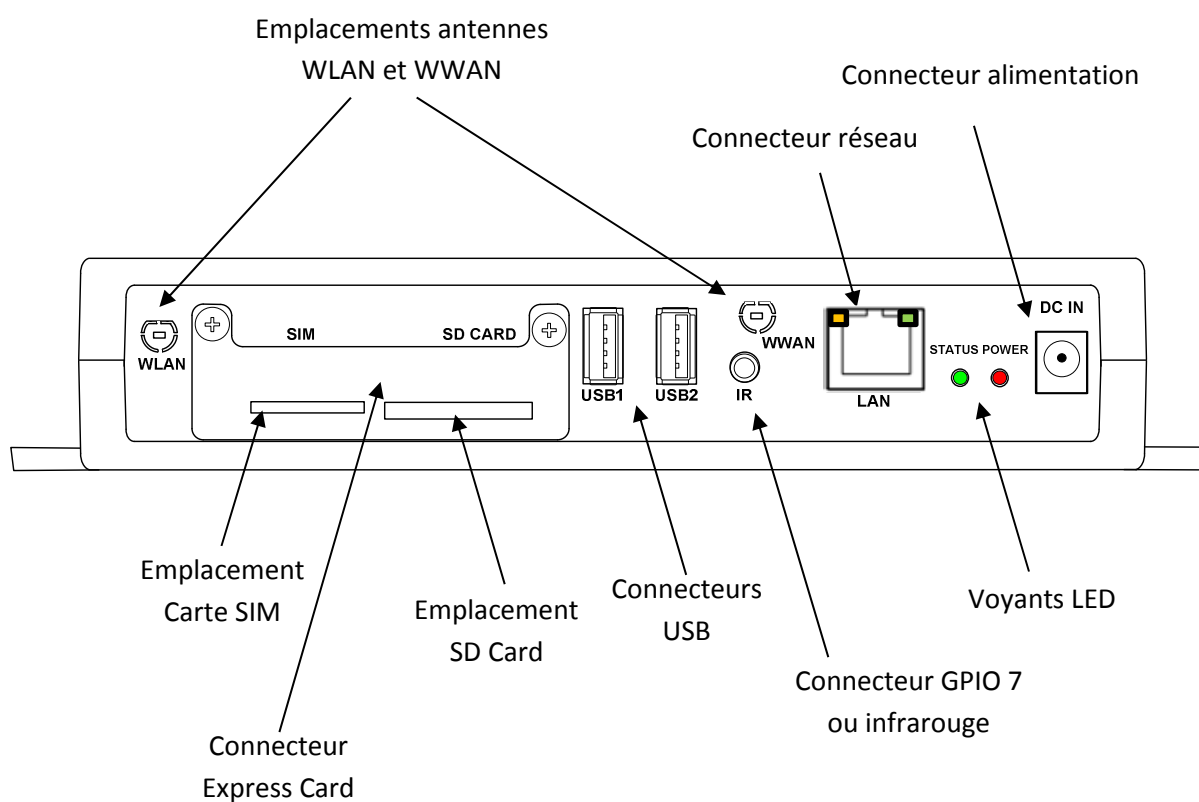 Emplacements antennes
WLAN et WWAN
Connecteur alimentation
Connecteur réseau
DC IN
SIM
SD CARD
WLAN
WWAN
STATUS POWER
USB1
USB2
IR
LAN
Emplacement
Carte SIM
Emplacement
SD Card
Connecteurs
USB
Voyants LED
Connecteur GPIO 7
ou infrarouge
Connecteur
Express Card